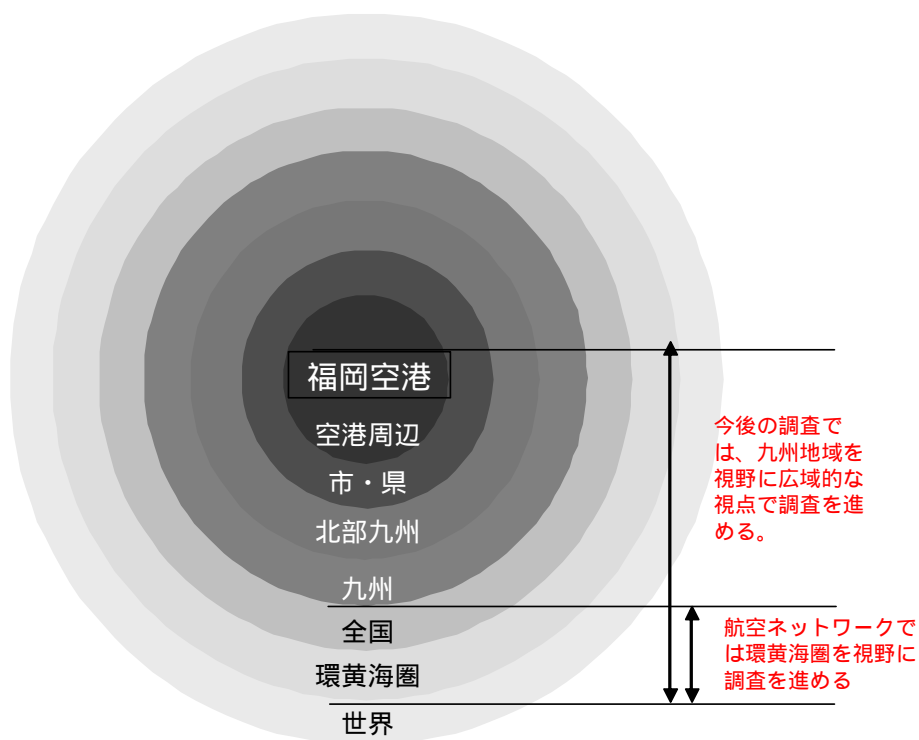 福岡空港
空港周辺
市・県
北部九州
九州
全国
環黄海圏
世界
今後の調査で
は、九州地域を
視野に広域的な
視点で調査を進
める。
航空ネットワークで
は環黄海圏を視野に
調査を進める